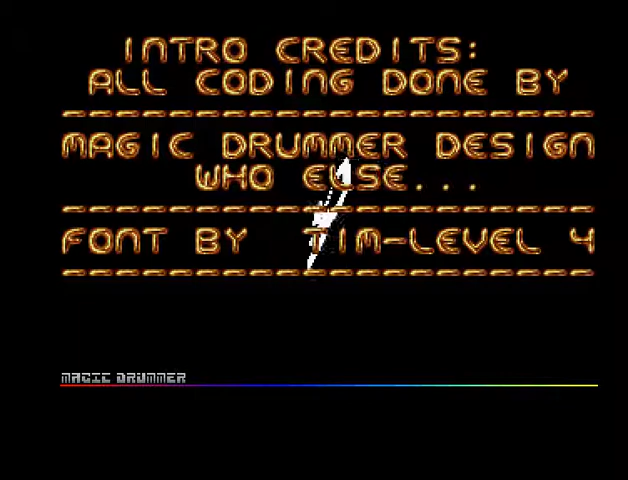 INTRO CREDITS:
ALL CODING DONE BY
--------------------
MAGIC DRUMMER DESIGN
WHO ELSE...
--------------------
FONT BY TIM-LEVEL 4
--------------------
MAGIC DRUMMER